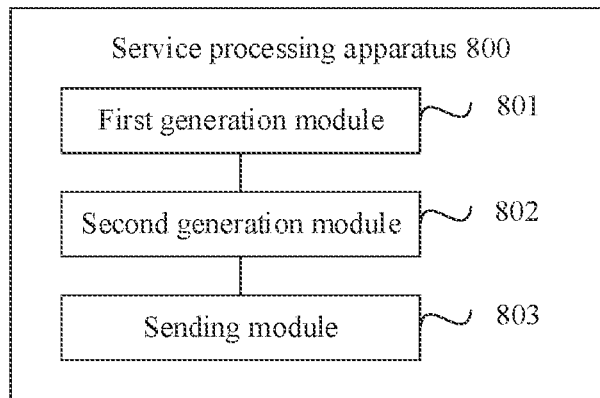 Service processing apparatus 800
First generation module
801
Second generation module
802
Sending module
803